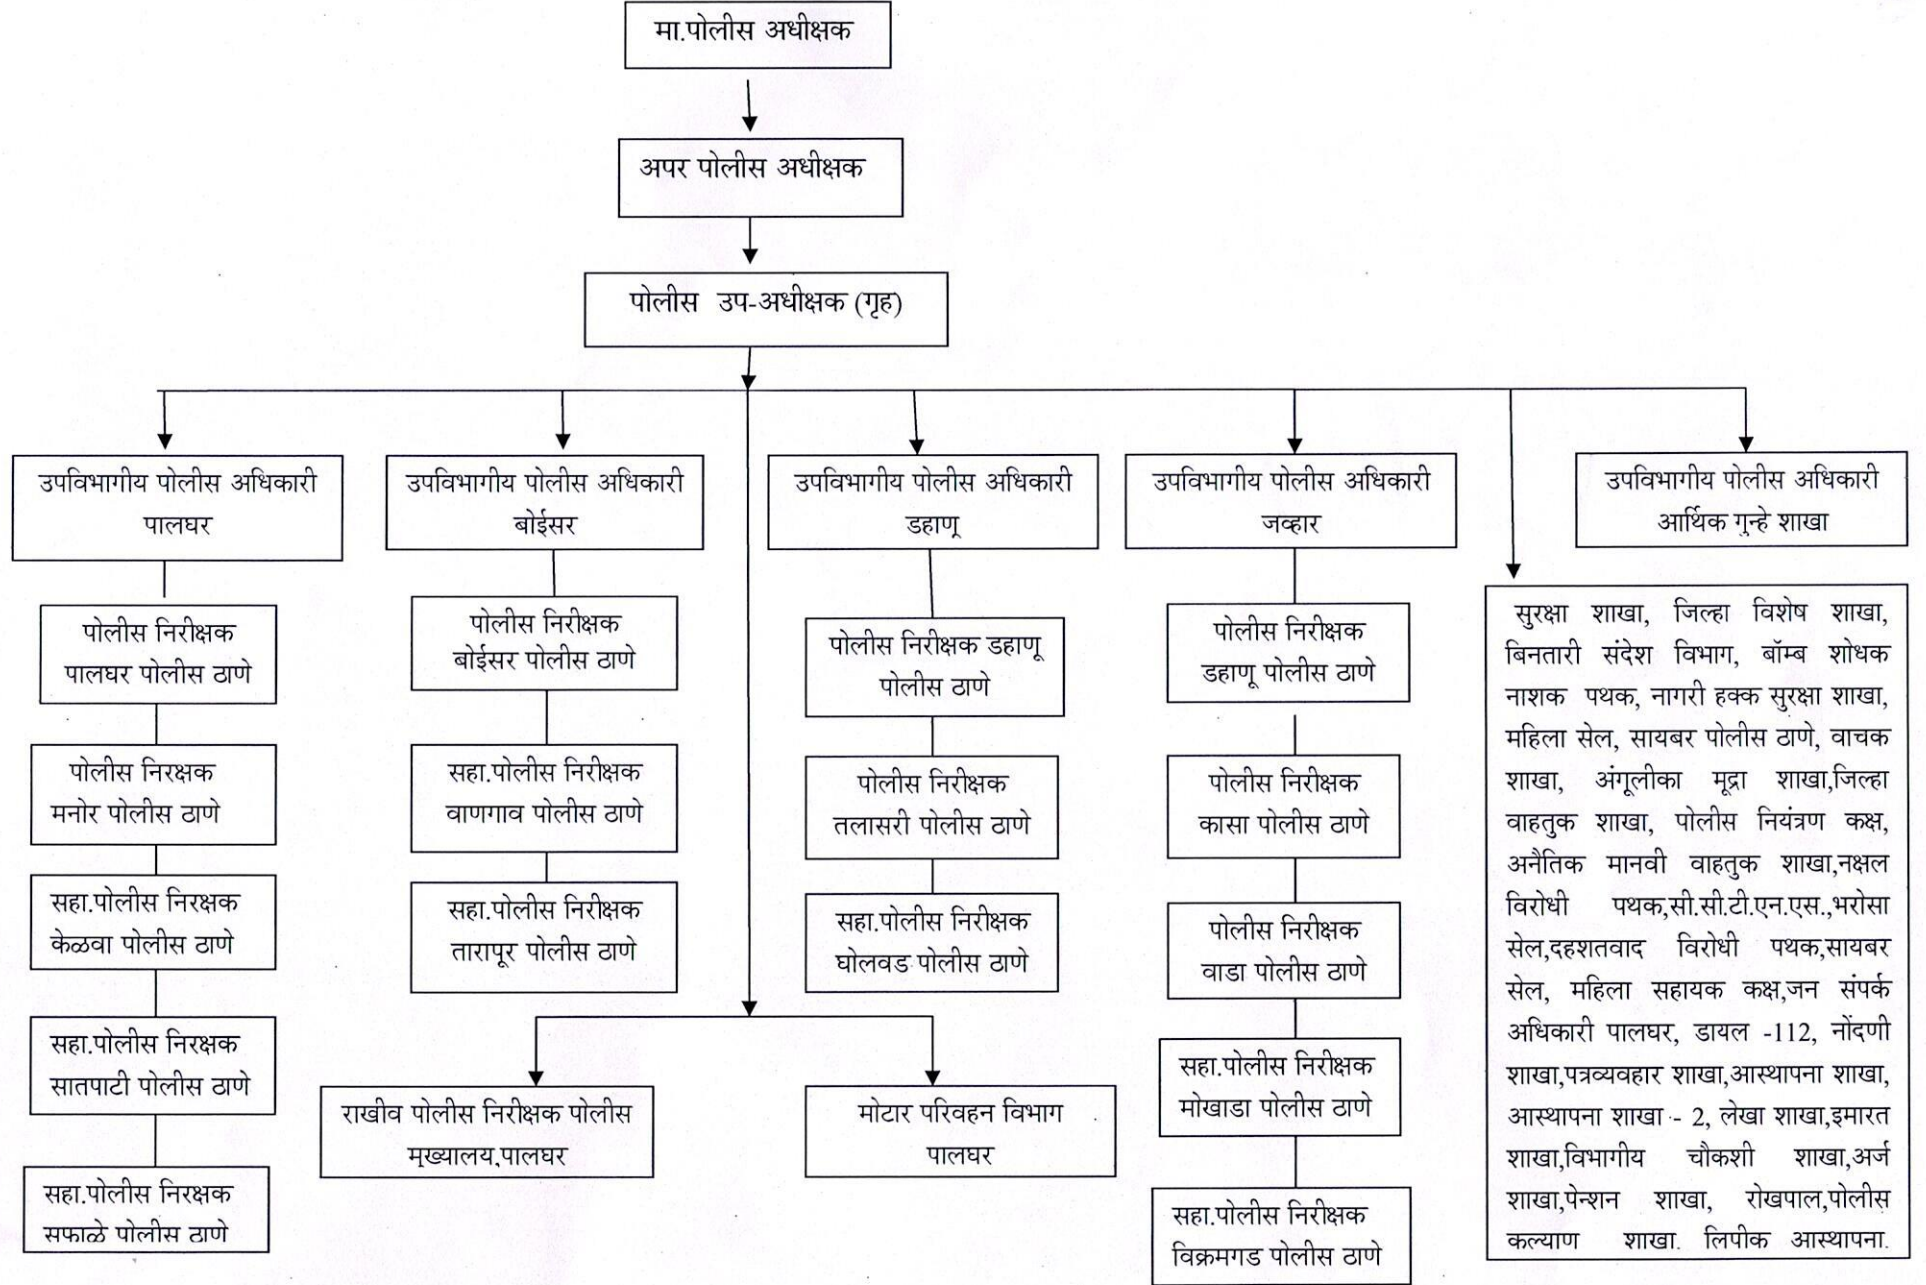 मा.पोलीस अधीक्षक
अपर पोलीस अधीक्षक
पोलीस उप-अधीक्षक (गृह)
उपविभागीय पोलीस अधिकारी
पालघर
पोलीस निरीक्षक
पालघर पोलीस ठाणे
पोलीस निरक्षक
मनोर पोलीस ठाणे
सहा.पोलीस निरक्षक
केळवा पोलीस ठाणे
सहा.पोलीस निरक्षक
सातपाटी पोलीस ठाणे
सहा.पोलीस निरक्षक
सफाळे पोलीस ठाणे
उपविभागीय पोलीस अधिकारी
बोईसर
पोलीस निरीक्षक
बोईसर पोलीस ठाणे
सहा.पोलीस निरीक्षक
वाणगाव पोलीस ठाणे
सहा.पोलीस निरीक्षक
तारापूर पोलीस ठाणे
उपविभागीय पोलीस अधिकारी
डहाणू
पोलीस निरीक्षक डहाणू
पोलीस ठाणे
पोलीस निरीक्षक
तलासरी पोलीस ठाणे
सहा.पोलीस निरीक्षक
घोलवड पोलीस ठाणे
उपविभागीय पोलीस अधिकारी
जव्हार
पोलीस निरीक्षक
डहाणू पोलीस ठाणे
पोलीस निरीक्षक
कासा पोलीस ठाणे
पोलीस निरीक्षक
वाडा पोलीस ठाणे
सहा.पोलीस निरीक्षक
मोखाडा पोलीस ठाणे
सहा.पोलीस निरीक्षक
विक्रमगड पोलीस ठाणे
उपविभागीय पोलीस अधिकारी
आर्थिक गुन्हे शाखा
सुरक्षा शाखा, जिल्हा विशेष शाखा,
बिनतारी संदेश विभाग, बॉम्ब शोधक
नाशक पथक, नागरी हक्क सुरक्षा शाखा,
महिला सेल, सायबर पोलीस ठाणे, वाचक
शाखा, अंगूलीका मूद्रा शाखा,जिल्हा
वाहतुक शाखा, पोलीस नियंत्रण कक्ष,
अनैतिक मानवी वाहतुक शाखा,नक्षल
विरोधी पथक,सी.सी.टी.एन.एस.,भरोसा
सेल,दहशतवाद विरोधी पथक,सायबर
सेल, महिला सहायक कक्ष,जन संपर्क
अधिकारी पालघर, डायल -112, नोंदणी
शाखा,पत्रव्यवहार शाखा,आस्थापना शाखा,
आस्थापना शाखा - 2, लेखा शाखा,इमारत
शाखा,विभागीय चौकशी शाखा,अर्ज
शाखा,पेन्शन शाखा, रोखपाल,पोलीस
कल्याण शाखा. लिपीक आस्थापना.
राखीव पोलीस निरीक्षक पोलीस
मुख्यालय,पालघर
मोटार परिवहन विभाग
पालघर